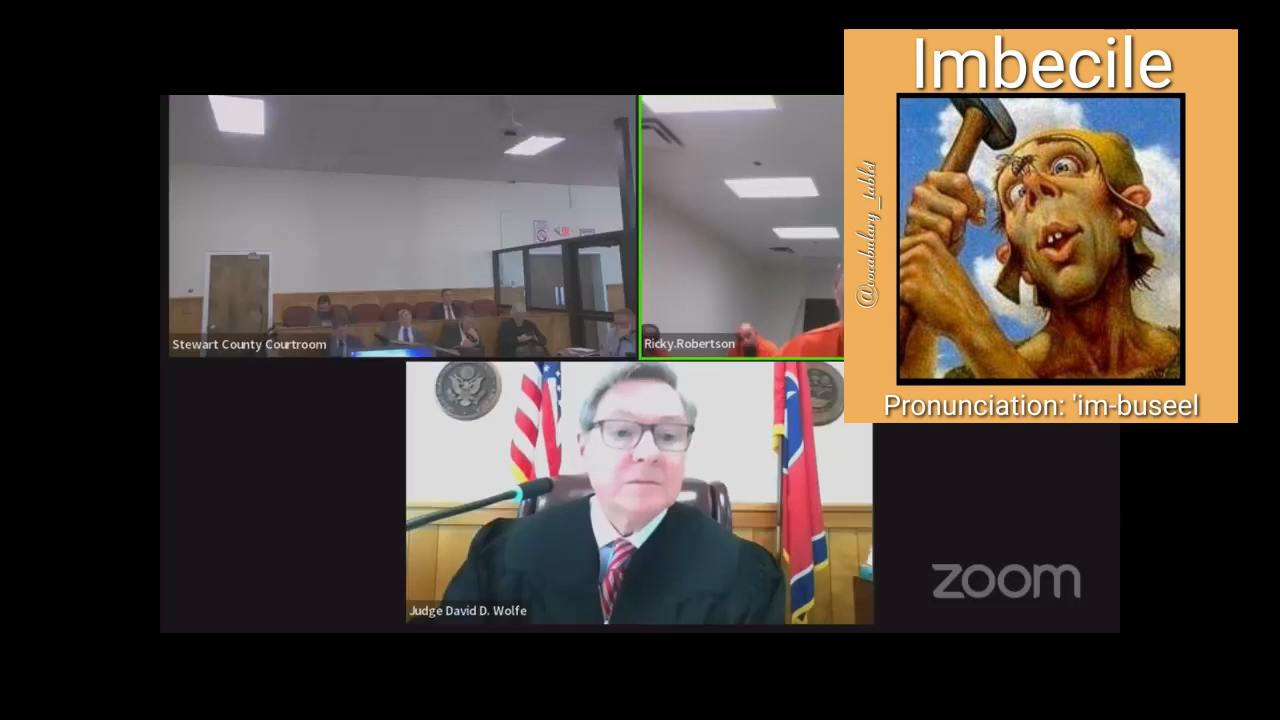 Imbecile
@vocabulary_tablet
Pronunciation: 'im-buseel
Stewart County Courtroom
Ricky.Robertson
Judge David D. Wolfe
zoom